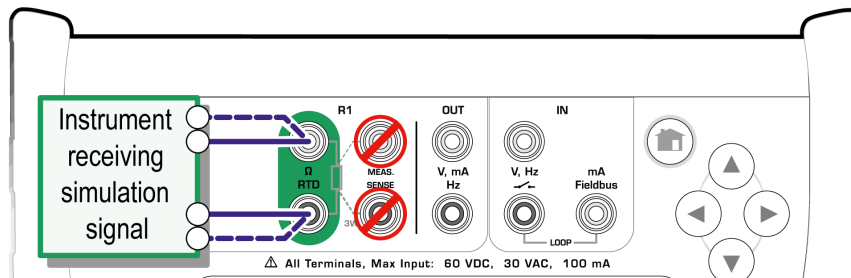 Instrument
receiving
simulation
signal
R1
OUT
IN
Ω
RTD
MEAS.
SENSE
3W
V, mA
Hz
V, Hz
mA
Fieldbus
LOOP
⚠ All Terminals, Max Input: 60 VDC, 30 VAC, 100 mA